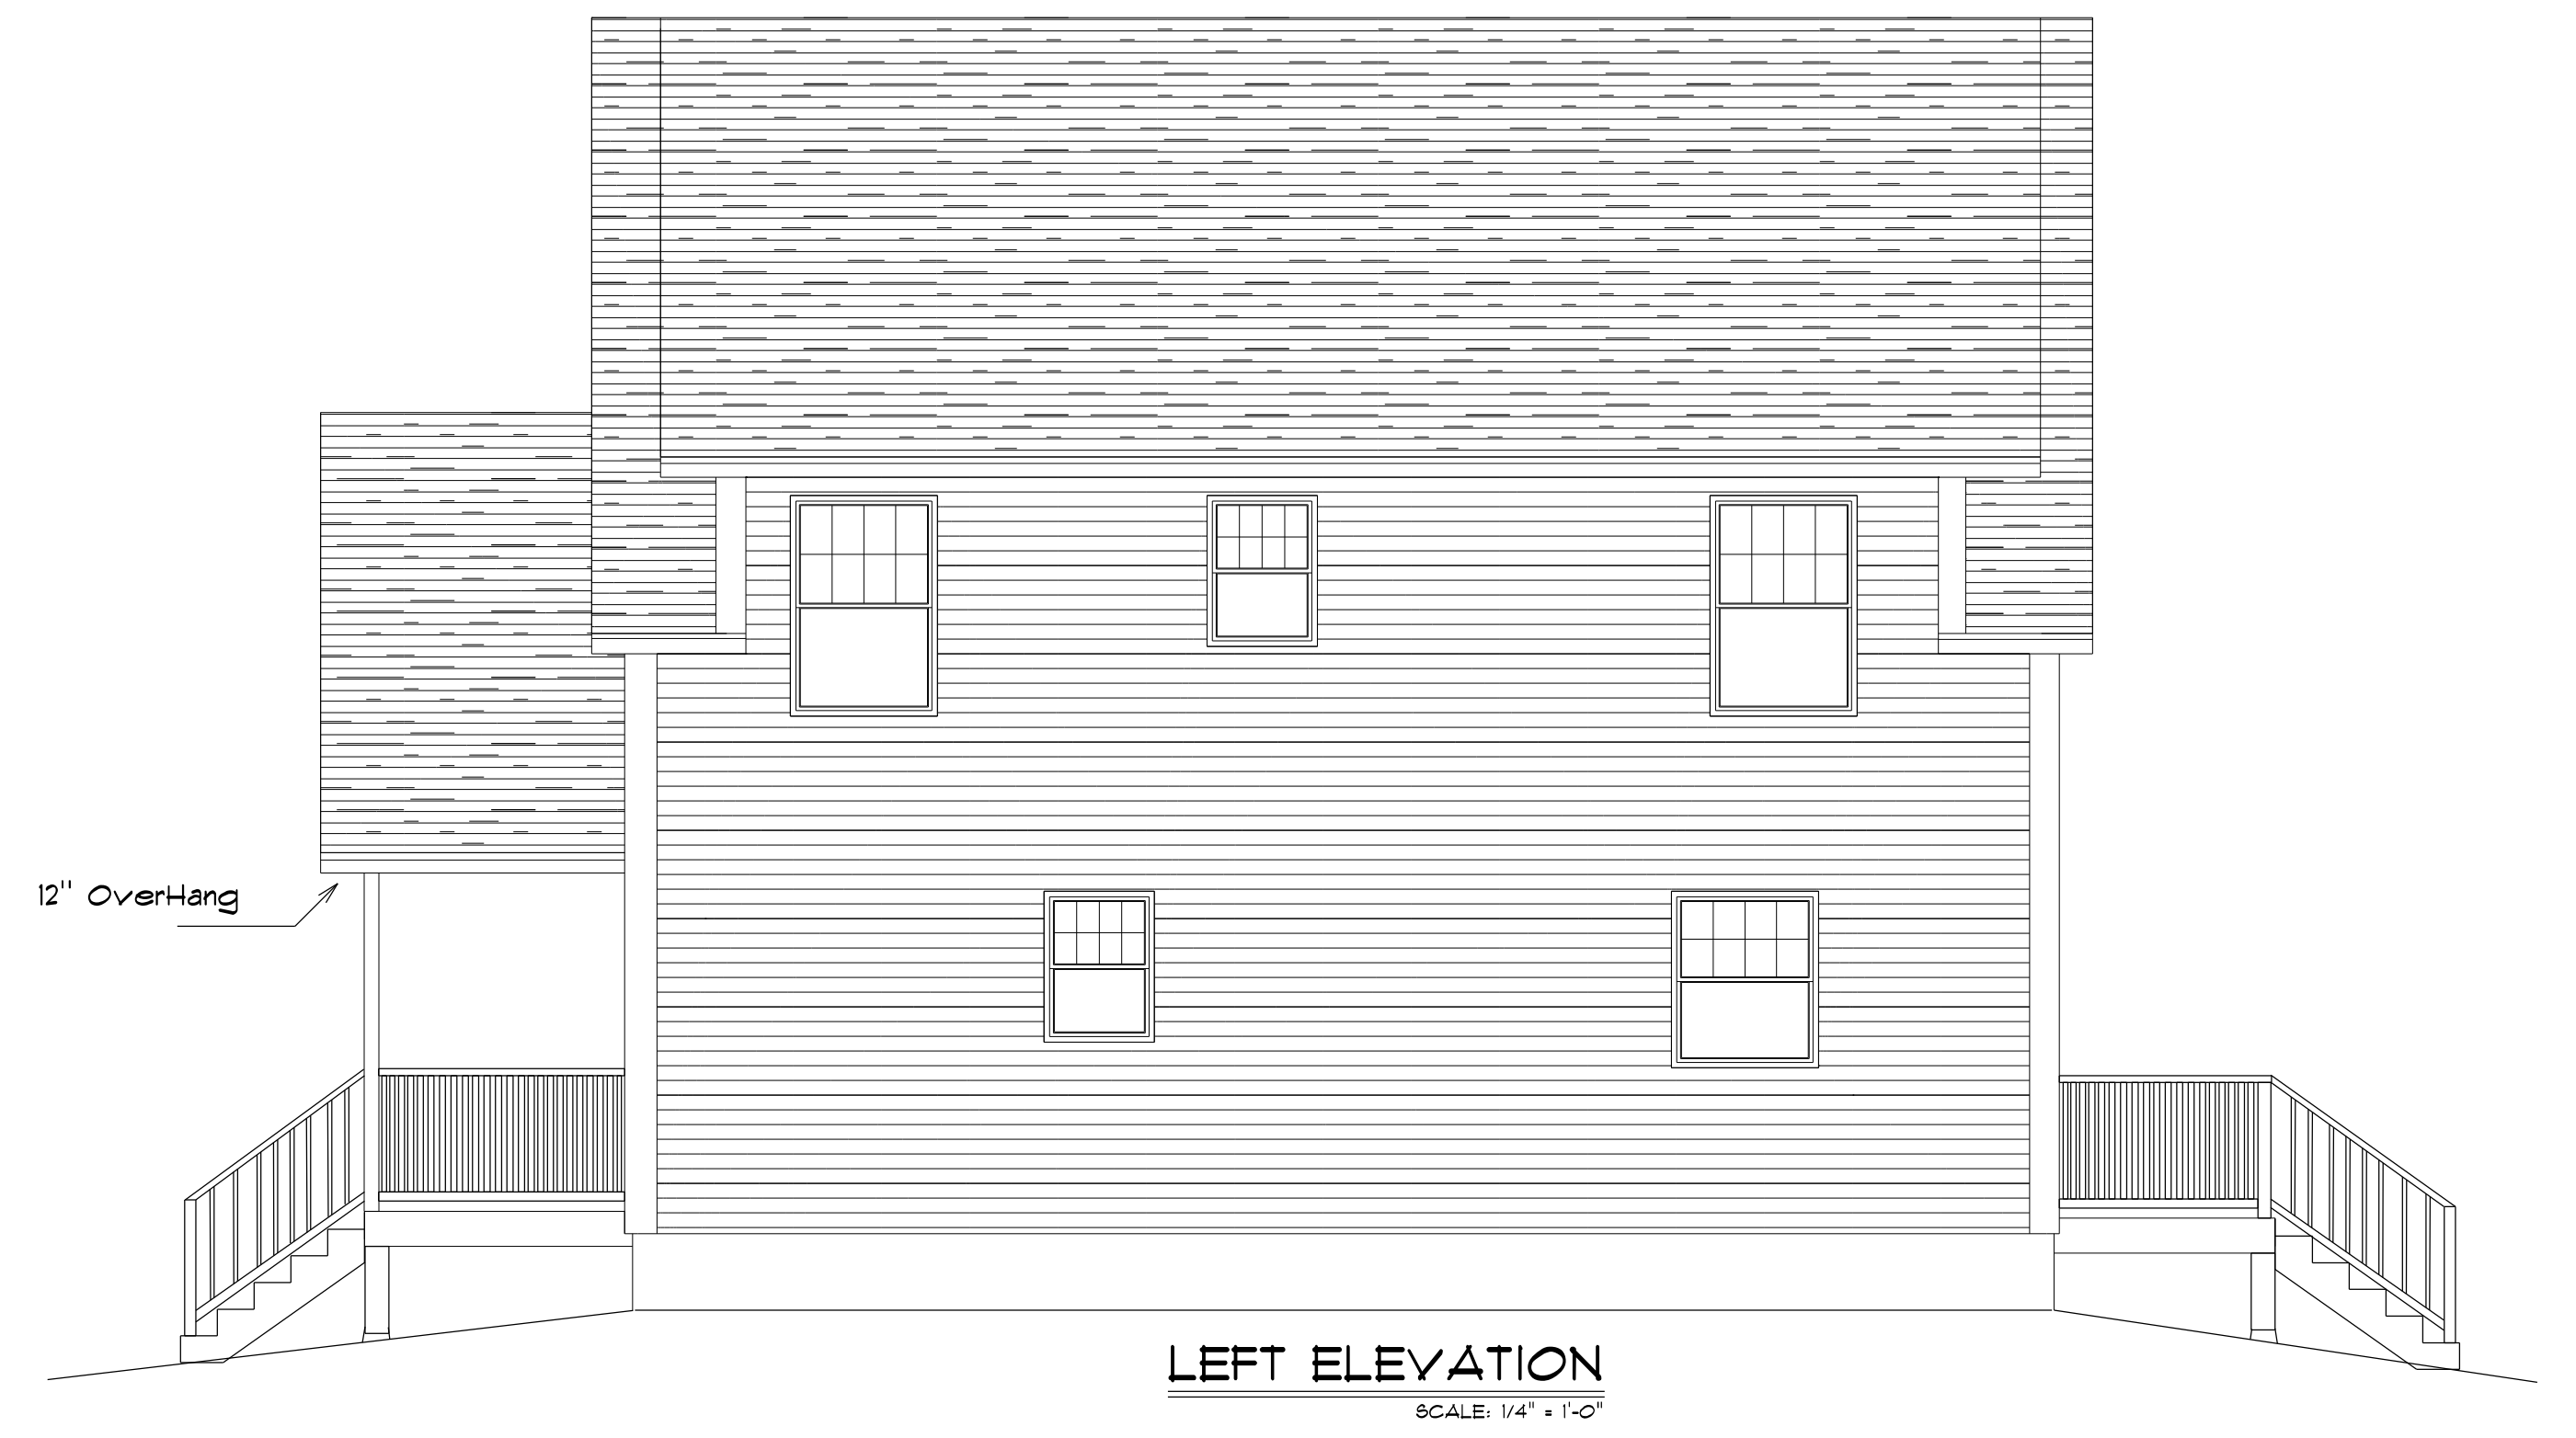 12" OverHang
LEFT ELEVATION
SCALE: 1/4" = 1'-0"